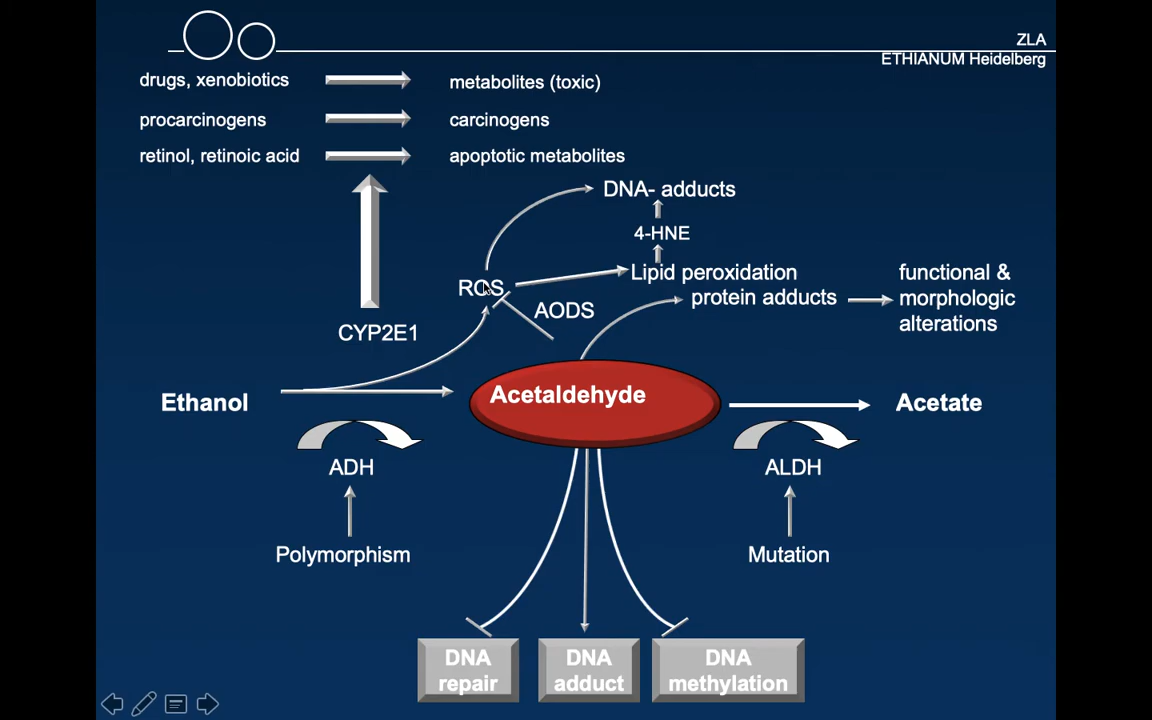 ZLA
ETHIANUM Heidelberg
drugs, xenobiotics
metabolites (toxic)
procarcinogens
carcinogens
retinol, retinoic acid
apoptotic metabolites
DNA- adducts
4-HNE
ROS
Lipid peroxidation
protein adducts
functional &
morphologic
alterations
AODS
CYP2E1
Ethanol
Acetaldehyde
Acetate
ADH
ALDH
Polymorphism
Mutation
DNA
repair
DNA
adduct
DNA
methylation